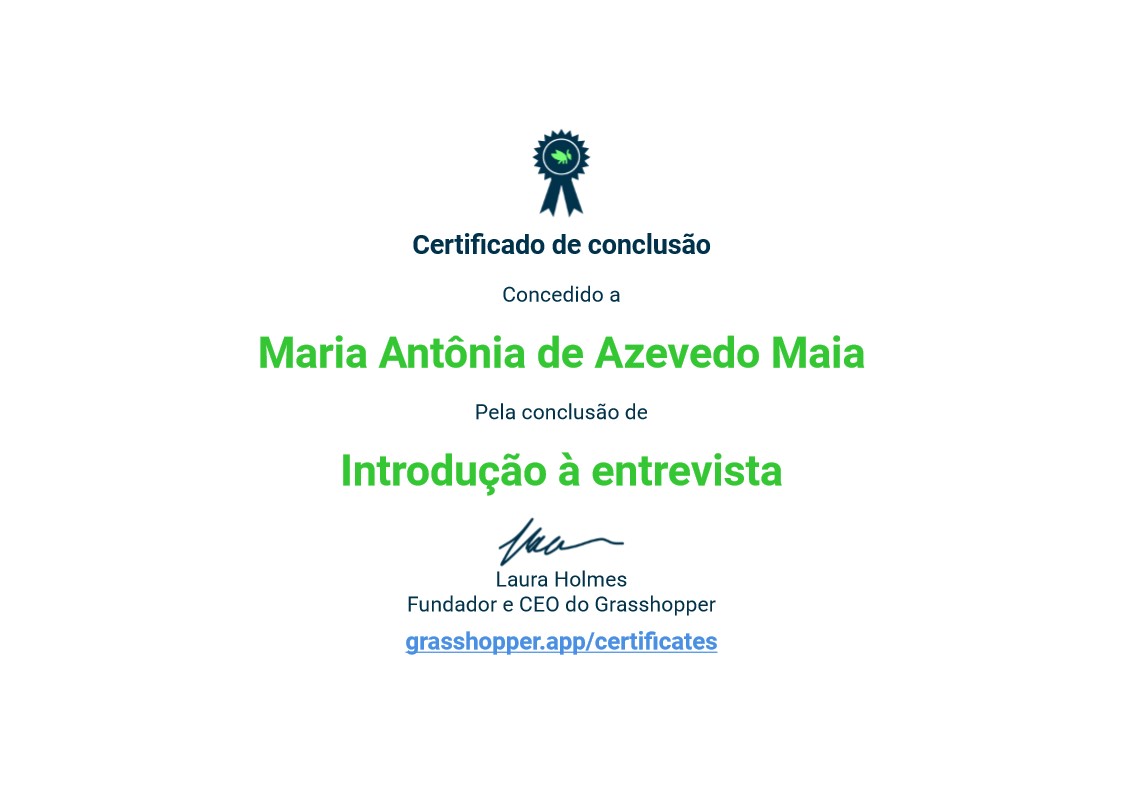 Certificado de conclusão
Concedido a
Maria Antônia de Azevedo Maia
Pela conclusão de
Introdução à entrevista
Laura Holmes
Fundador e CEO do Grasshopper
grasshopper.app/certificates